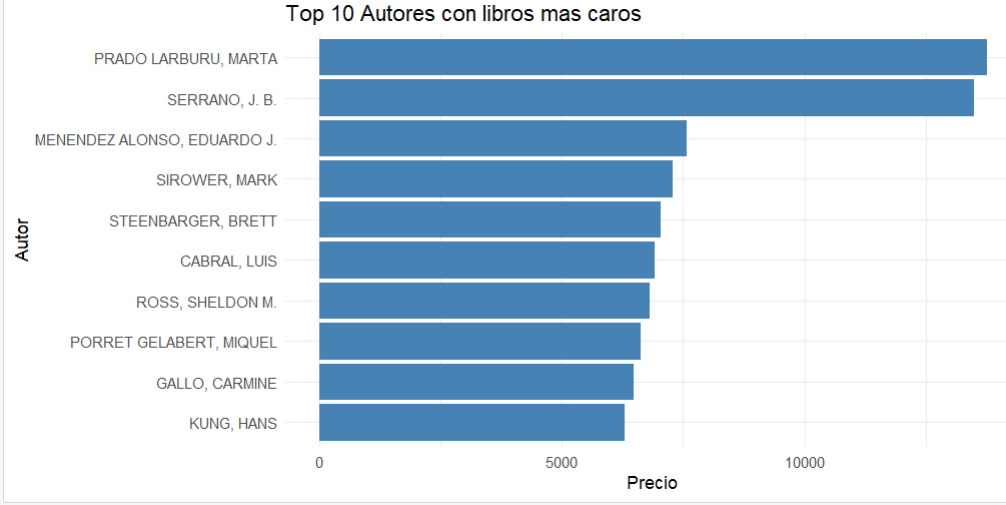 Top 10 Autores con libros mas caros
PRADO LARBURU, MARTA
SERRANO, J. B.
MENENDEZ ALONSO, EDUARDO J.
SIROWER, MARK
STEENBARGER, BRETT
CABRAL, LUIS
ROSS, SHELDON M.
PORRET GELABERT, MIQUEL
GALLO, CARMINE
KUNG, HANS
Autor
0 5000 10000
Precio